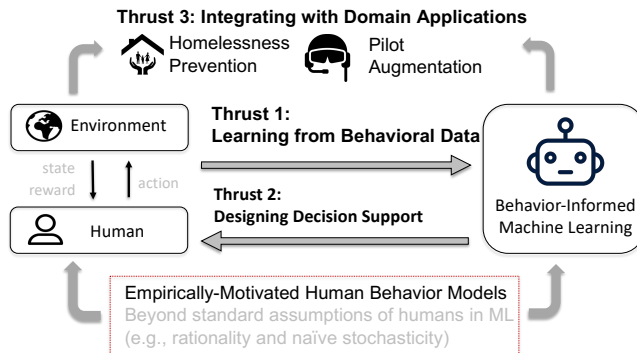 Thrust 3: Integrating with Domain Applications
Homelessness
Prevention
Pilot
Augmentation
Environment
Thrust 1:
Learning from Behavioral Data
state
reward
action
Thrust 2:
Designing Decision Support
Human
Behavior-Informed
Machine Learning
Empirically-Motivated Human Behavior Models
Beyond standard assumptions of humans in ML
(e.g., rationality and naïve stochasticity)